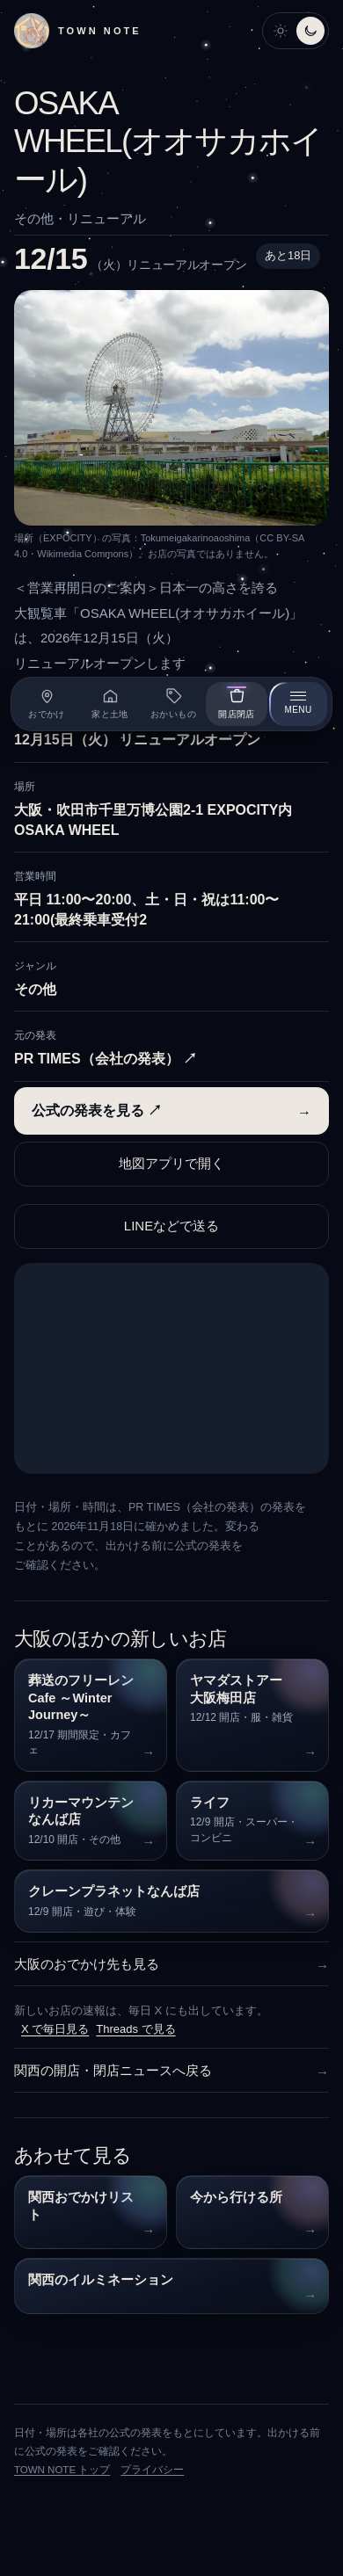 TOWN NOTE
OSAKA
WHEEL(オオサカホイ
ール)
その他・リニューアル
12/15（火）リニューアルオープン
あと18日
場所（EXPOCITY）の写真：Tokumeigakarinoaoshima（CC BY-SA
4.0・Wikimedia Commons）。お店の写真ではありません。
＜営業再開日のご案内＞日本一の高さを誇る
大観覧車「OSAKA WHEEL(オオサカホイール)」
は、2026年12月15日（火）
リニューアルオープンします
おでかけ
家と土地
おかいもの
開店閉店
MENU
12月15日（火） リニューアルオープン
場所
大阪・吹田市千里万博公園2-1 EXPOCITY内
OSAKA WHEEL
営業時間
平日 11:00〜20:00、土・日・祝は11:00〜
21:00(最終乗車受付2
ジャンル
その他
元の発表
PR TIMES（会社の発表） ↗
公式の発表を見る ↗ →
地図アプリで開く
LINEなどで送る
日付・場所・時間は、PR TIMES（会社の発表）の発表を
もとに 2026年11月18日に確かめました。変わる
ことがあるので、出かける前に公式の発表を
ご確認ください。
大阪のほかの新しいお店
葬送のフリーレン
Cafe ～Winter
Journey～
12/17 期間限定・カフ
ェ →
ヤマダストアー
大阪梅田店
12/12 開店・服・雑貨
→
リカーマウンテン
なんば店
12/10 開店・その他 →
ライフ
12/9 開店・スーパー・
コンビニ →
クレーンプラネットなんば店
12/9 開店・遊び・体験 →
大阪のおでかけ先も見る →
新しいお店の速報は、毎日 X にも出しています。
X で毎日見る Threads で見る
関西の開店・閉店ニュースへ戻る →
あわせて見る
関西おでかけリス
ト →
今から行ける所
→
関西のイルミネーション
→
日付・場所は各社の公式の発表をもとにしています。出かける前
に公式の発表をご確認ください。
TOWN NOTE トップ プライバシー